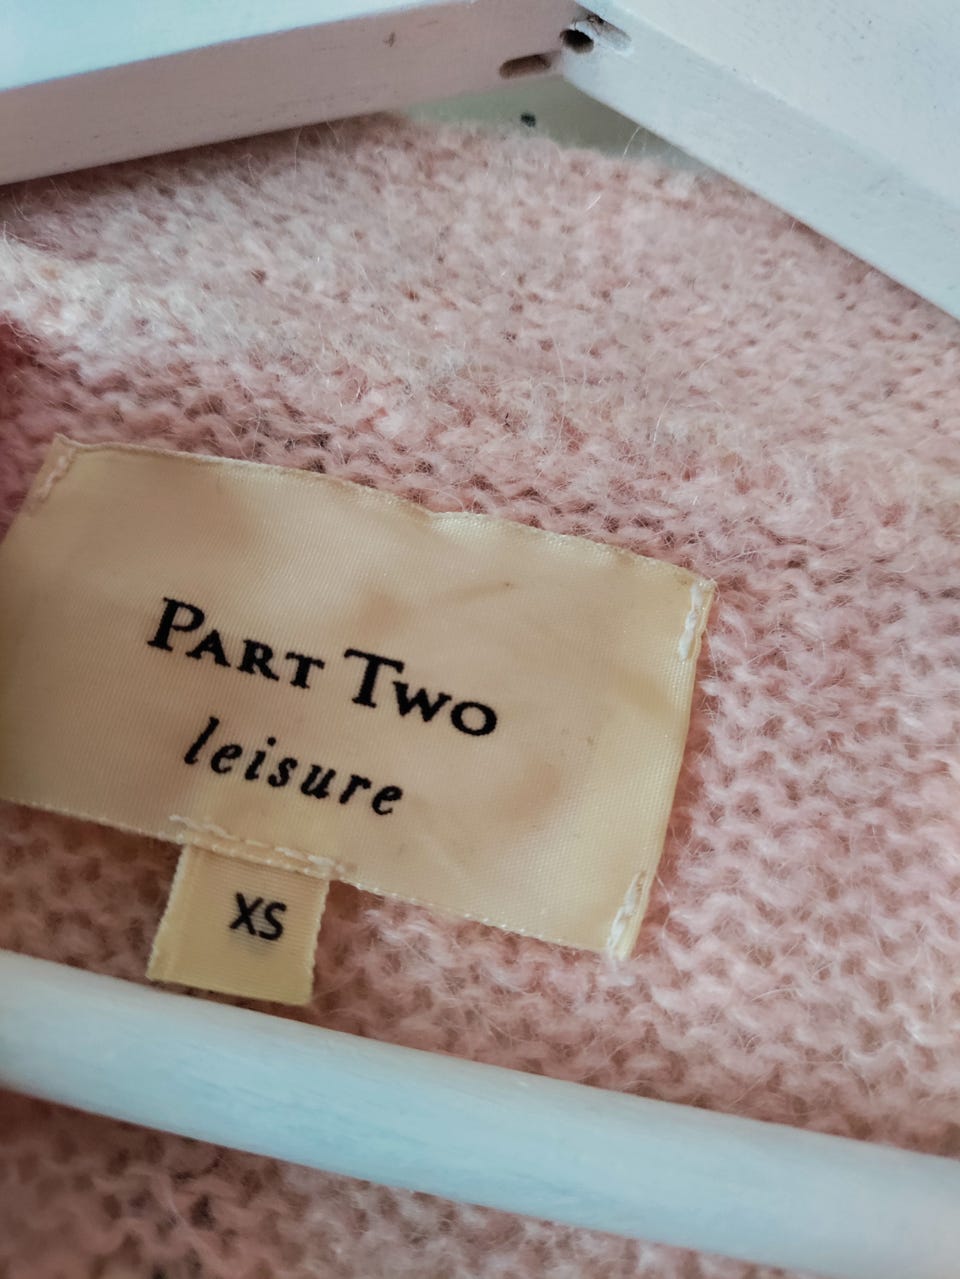 Part Two
leisure
XS